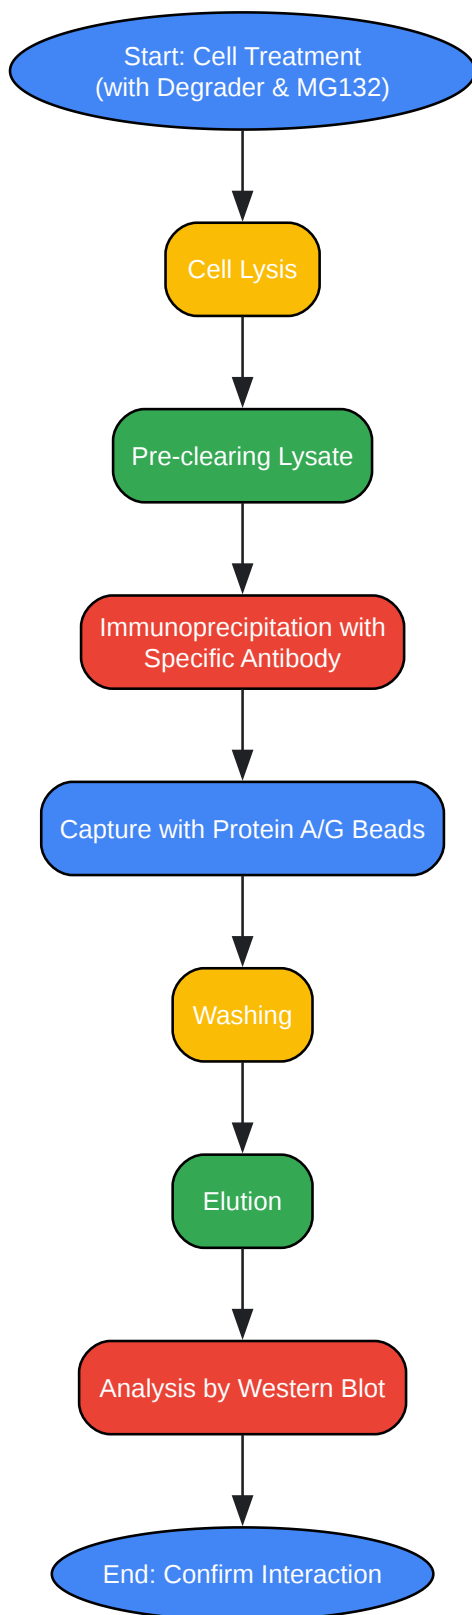 Start: Cell Treatment
(with Degrader & MG132)
Cell Lysis
Pre-clearing Lysate
Immunoprecipitation with
Specific Antibody
Capture with Protein A/G Beads
Washing
Elution
Analysis by Western Blot
End: Confirm Interaction